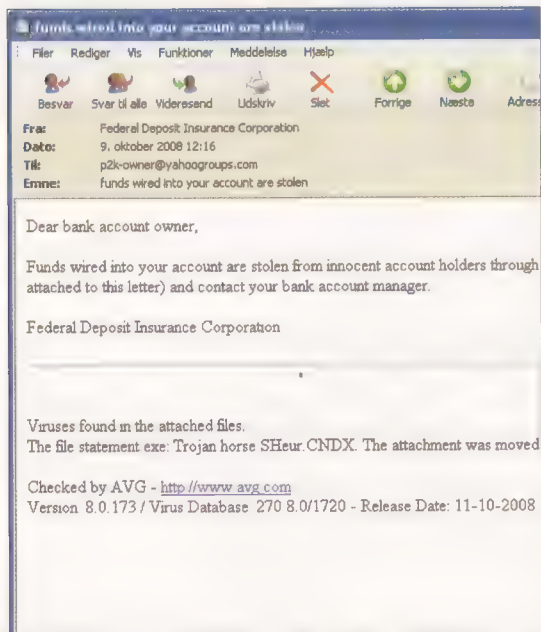 funds wired into your account are stolen
Filer Rediger Vis Funktioner Meddelelse Hjælp
Besvar Svar til alle Videresend Udskriv Slet Forrige Næste Adress
Fra: Federal Deposit Insurance Corporation
Dato: 9. oktober 2008 12:16
Til: p2k-owner@yahoogroups.com
Emne: funds wired into your account are stolen
Dear bank account owner,
Funds wired into your account are stolen from innocent account holders through
attached to this letter) and contact your bank account manager.
Federal Deposit Insurance Corporation
Viruses found in the attached files.
The file statement exe: Trojan horse SHeur.CNDX. The attachment was moved
Checked by AVG - http://www avg com
Version 8.0.173 / Virus Database 270 8.0/1720 - Release Date: 11-10-2008